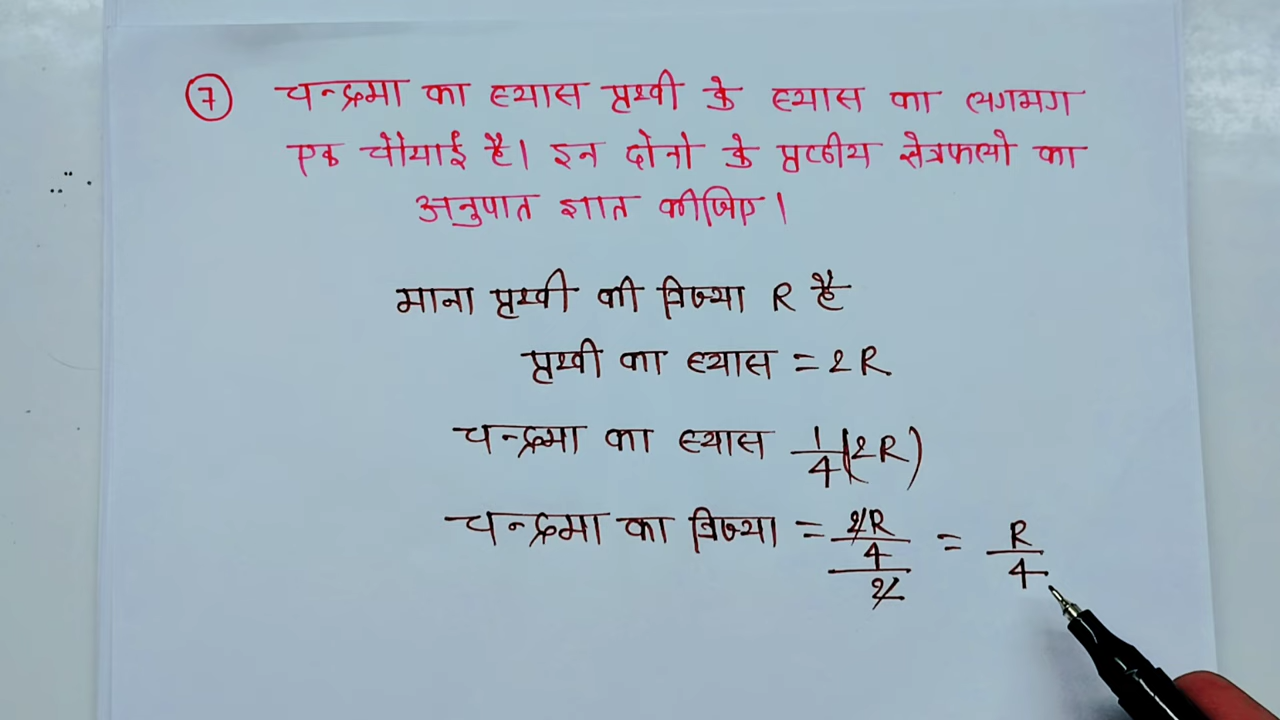 7 चन्द्रमा का व्यास पृथ्वी के व्यास का लगभग
एक चौथाई है। इन दोनो के पृष्ठीय क्षेत्रफलो का
अनुपात ज्ञात कीजिए।
माना पृथ्वी की त्रिज्या R है
पृथ्वी का व्यास = 2R
चन्द्रमा का व्यास 1/4(2R)
चन्द्रमा का त्रिज्या = 2R/4/2 = R/4